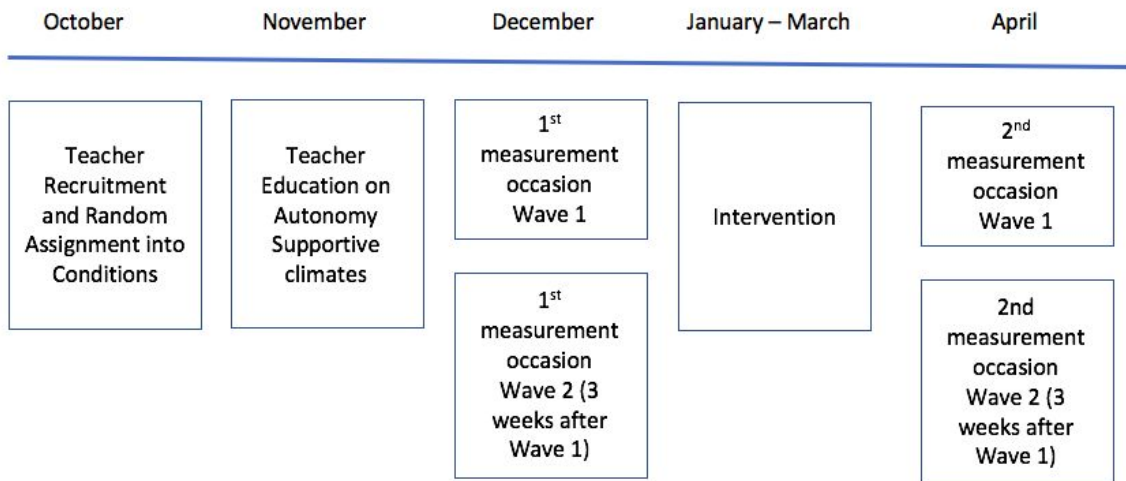 October
November
December
January – March
April
Teacher
Recruitment
and Random
Assignment into
Conditions
Teacher
Education on
Autonomy
Supportive
climates
1st
measurement
occasion
Wave 1
1st
measurement
occasion
Wave 2 (3
weeks after
Wave 1)
Intervention
2nd
measurement
occasion
Wave 1
2nd
measurement
occasion
Wave 2 (3
weeks after
Wave 1)